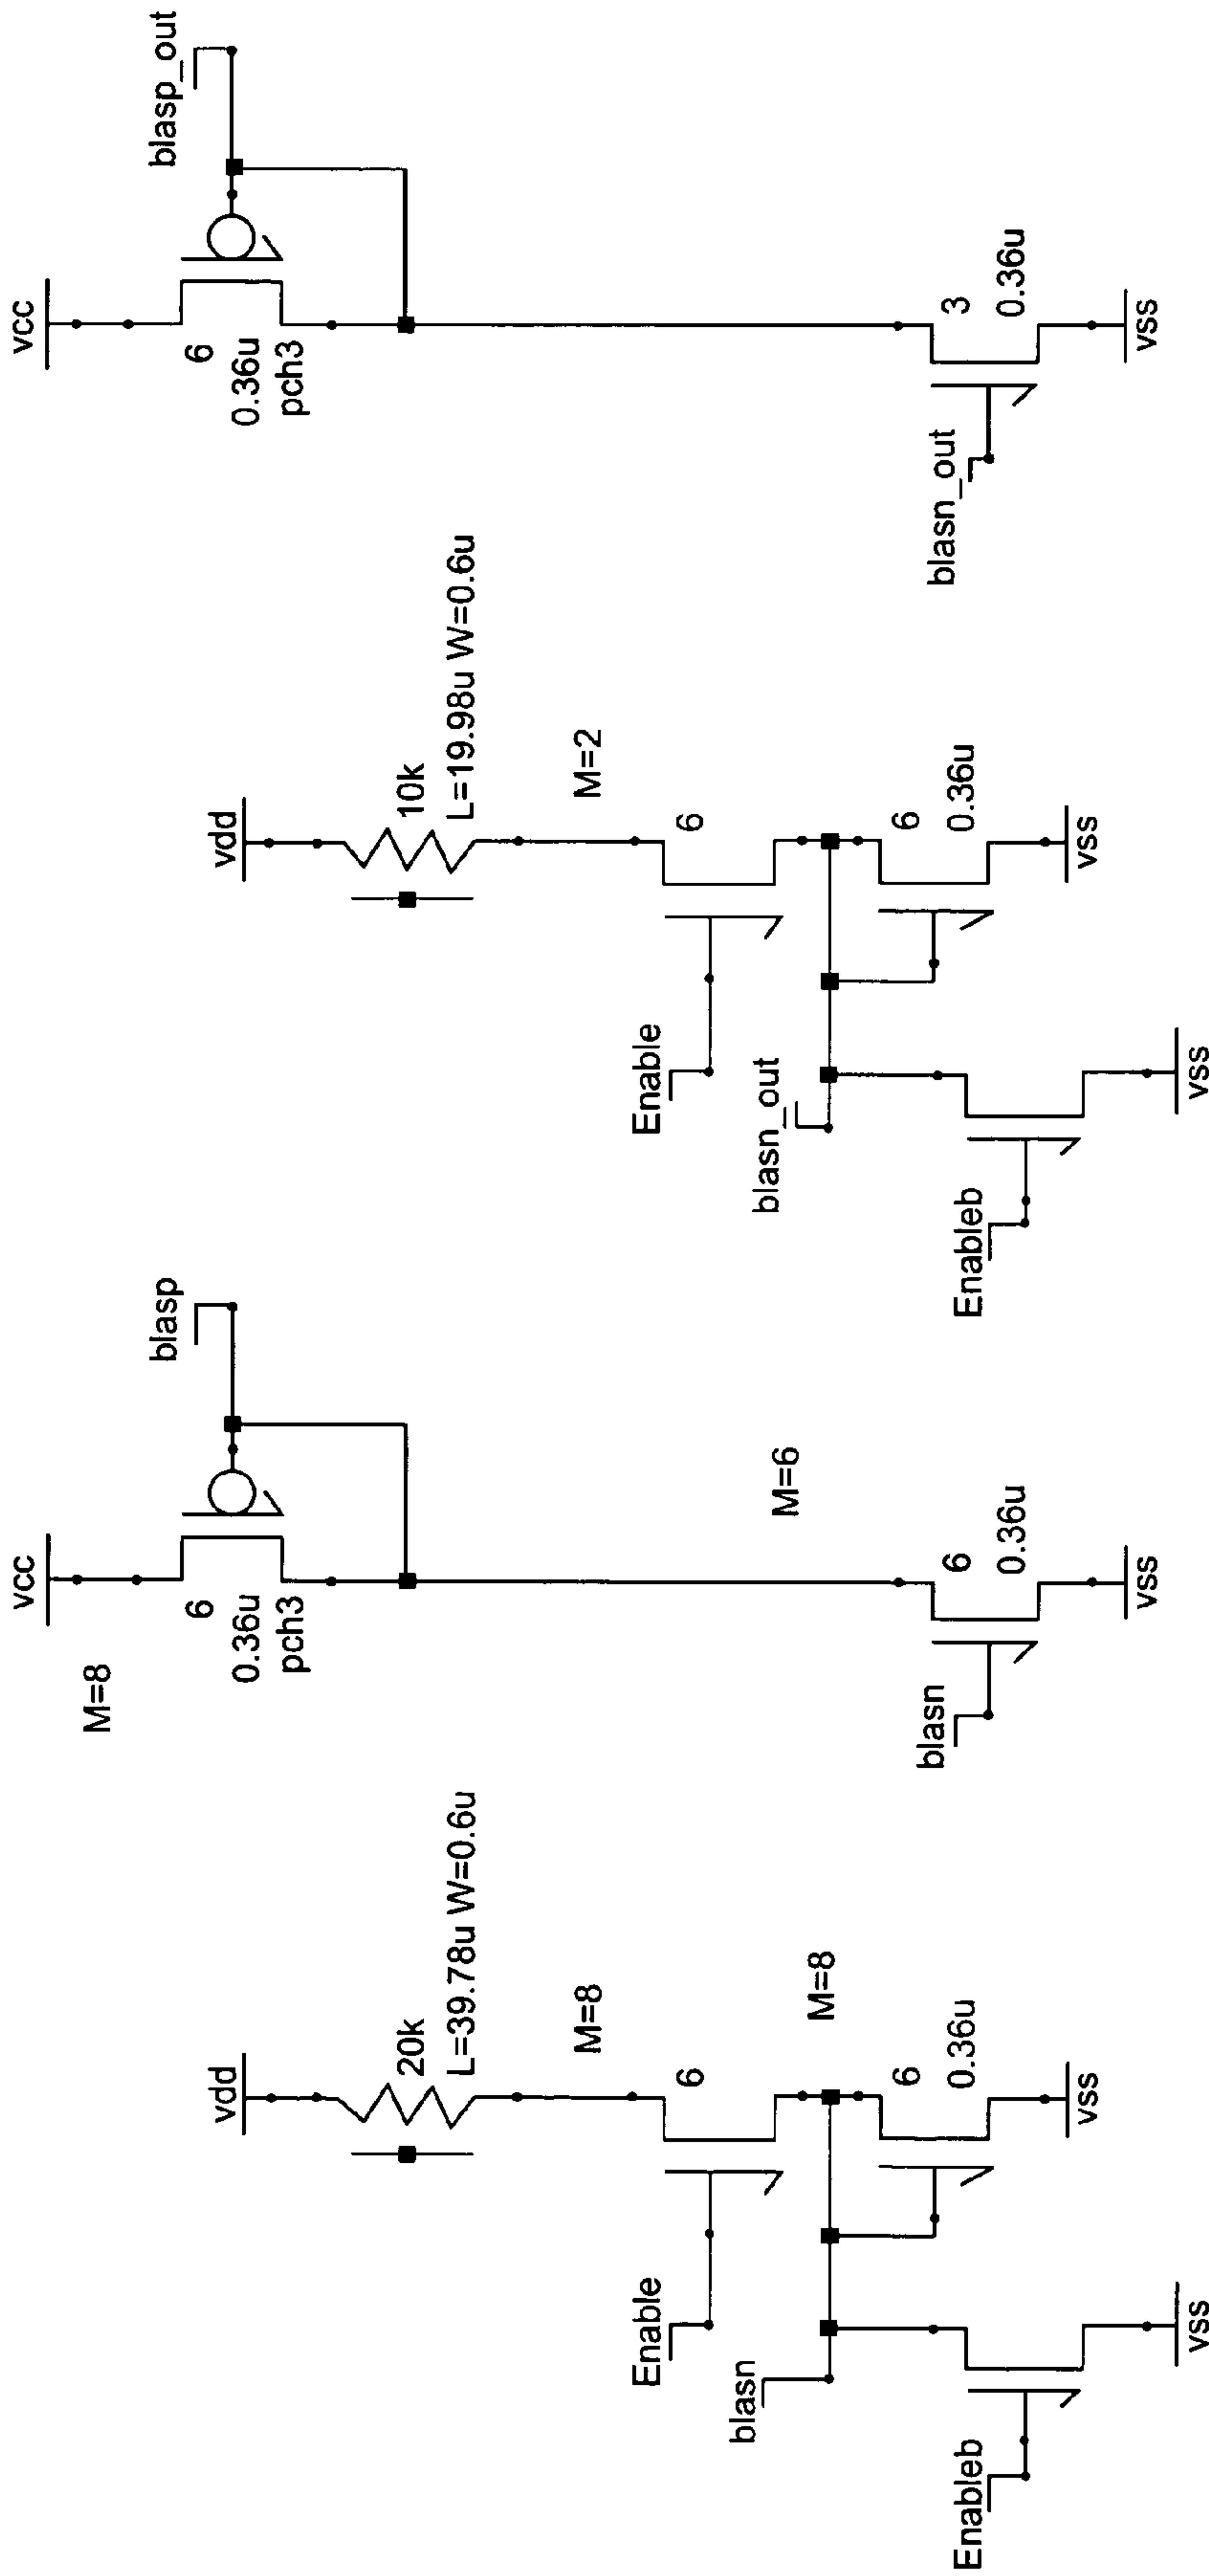 vdd
20k
L=39.78u W=0.6u
M=8
Enable
6
M=8
blasn
6
0.36u
vss
Enableb
vss
M=8
vcc
6
0.36u
pch3
blasp
M=6
blasn
6
0.36u
vss
vdd
10k
L=19.98u W=0.6u
M=2
Enable
6
blasn_out
6
0.36u
vss
Enableb
vss
vcc
6
0.36u
pch3
blasp_out
blasn_out
3
0.36u
vss